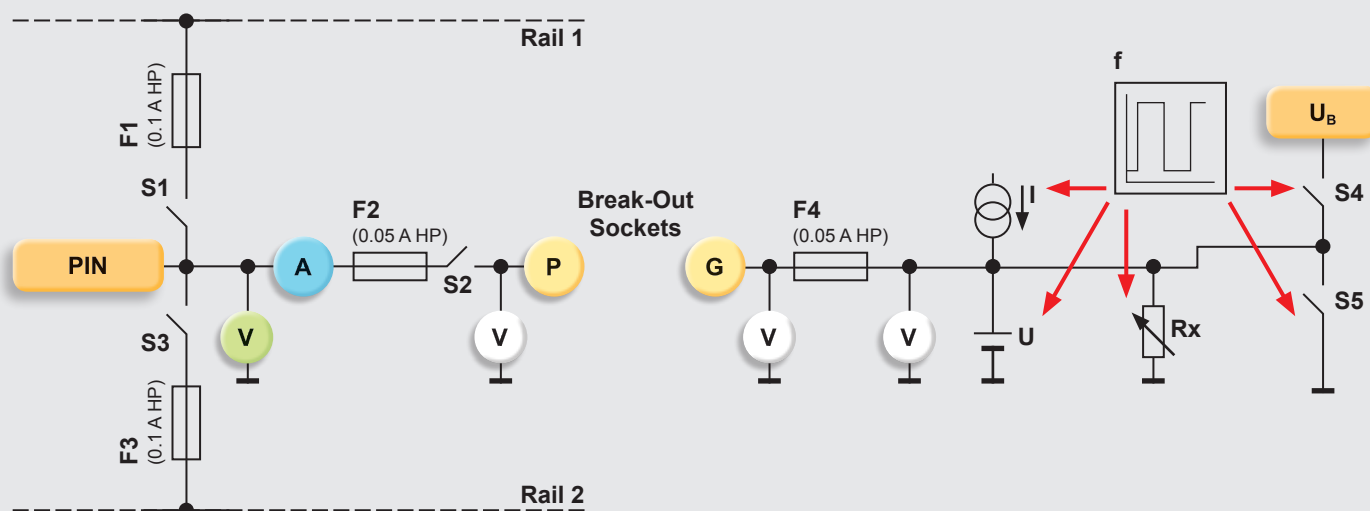 Rail 1
F1
(0.1 A HP)
S1
PIN
A
F2
(0.05 A HP)
S2
P
Break-Out
Sockets
V
V
S3
F3
(0.1 A HP)
Rail 2
G
F4
(0.05 A HP)
V
V
I
U
f
Rx
U_B
S4
S5